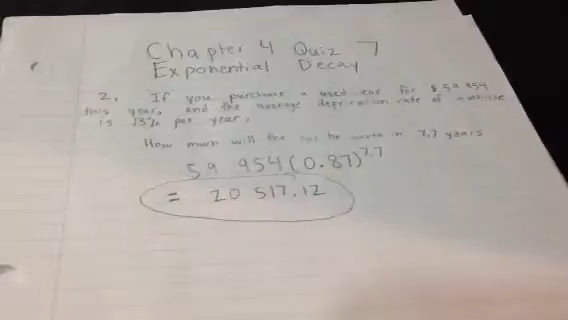 Chapter 4 Quiz 7
Exponential Decay
2. If you purchase a used car for $ 59 954
this year, and the average depreciation rate of a vehicle
is 13% per year.
How much will the car be worth in 7.7 years
59 954(0.87)^7.7
= 20 517.12